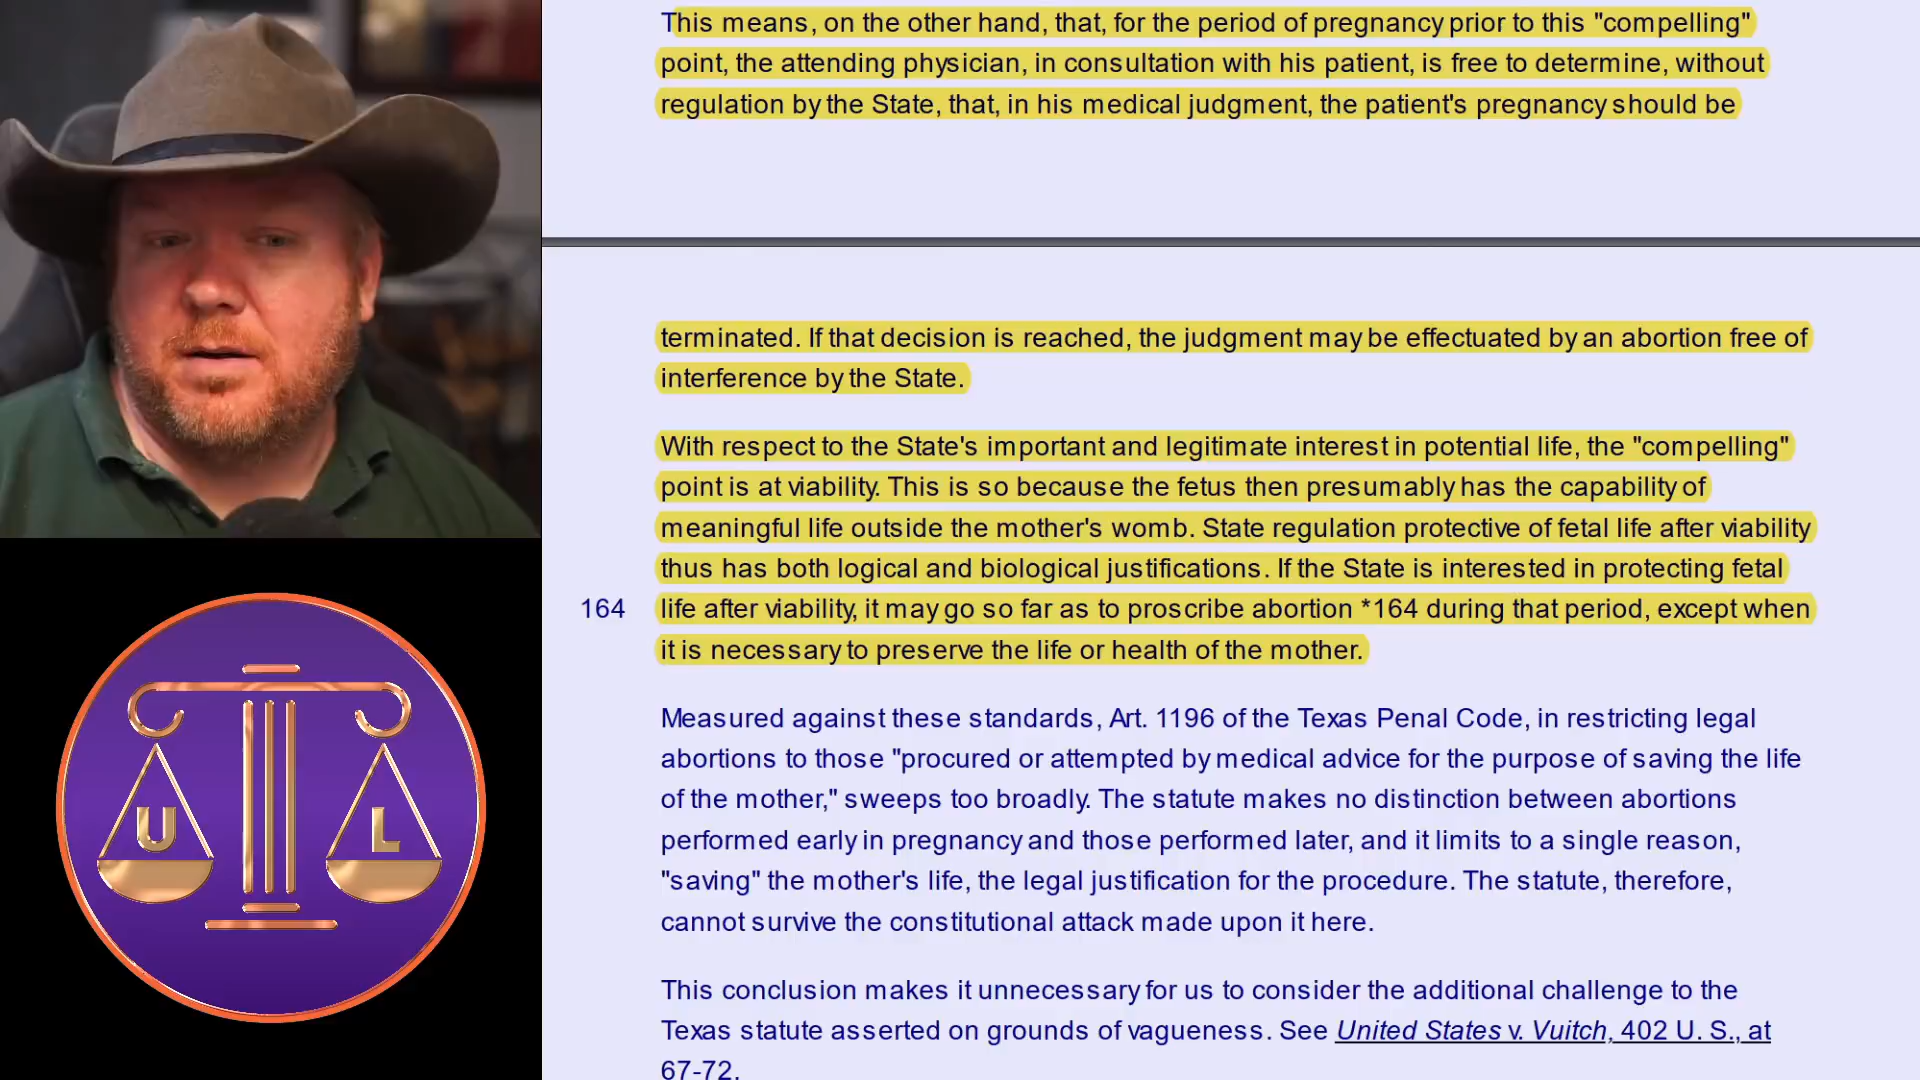 This means, on the other hand, that, for the period of pregnancy prior to this "compelling"
point, the attending physician, in consultation with his patient, is free to determine, without
regulation by the State, that, in his medical judgment, the patient's pregnancy should be
terminated. If that decision is reached, the judgment may be effectuated by an abortion free of
interference by the State.
With respect to the State's important and legitimate interest in potential life, the "compelling"
point is at viability. This is so because the fetus then presumably has the capability of
meaningful life outside the mother's womb. State regulation protective of fetal life after viability
thus has both logical and biological justifications. If the State is interested in protecting fetal
164 life after viability, it may go so far as to proscribe abortion *164 during that period, except when
it is necessary to preserve the life or health of the mother.
Measured against these standards, Art. 1196 of the Texas Penal Code, in restricting legal
abortions to those "procured or attempted by medical advice for the purpose of saving the life
of the mother," sweeps too broadly. The statute makes no distinction between abortions
performed early in pregnancy and those performed later, and it limits to a single reason,
"saving" the mother's life, the legal justification for the procedure. The statute, therefore,
cannot survive the constitutional attack made upon it here.
This conclusion makes it unnecessary for us to consider the additional challenge to the
Texas statute asserted on grounds of vagueness. See United States v. Vuitch, 402 U. S., at
67-72.
U L